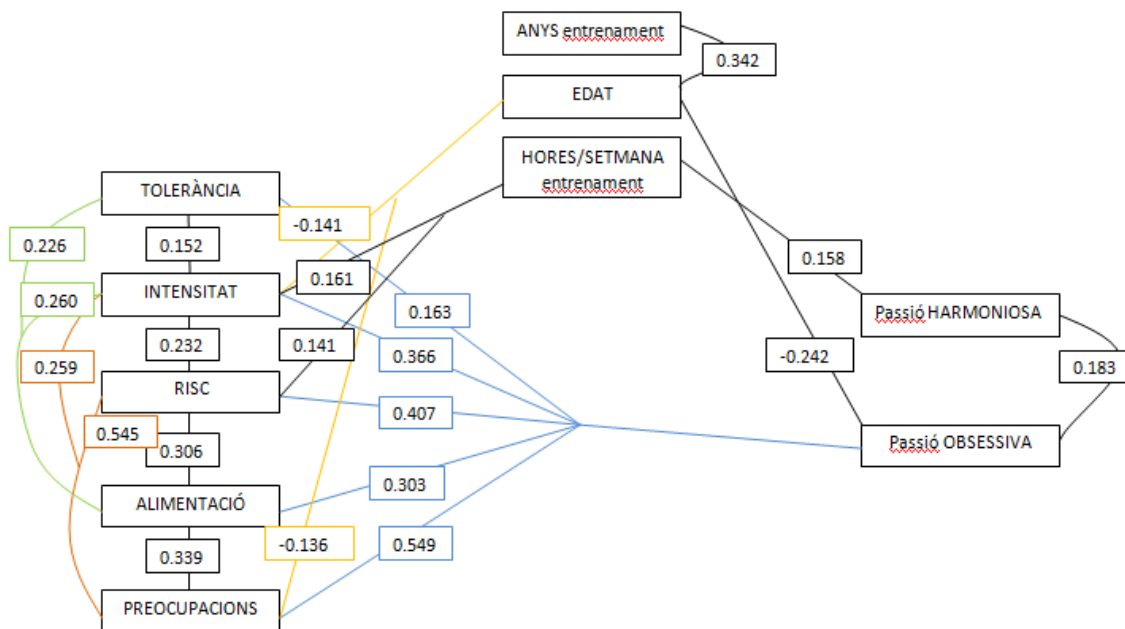 ANYS entrenament
0.342
EDAT
HORES/SETMANA
entrenament
TOLERÀNCIA
-0.141
0.226
0.152
0.158
0.161
INTENSITAT
0.260
0.163
Passió HARMONIOSA
0.232
0.141
0.366
-0.242
0.259
0.183
RISC
0.407
0.545
0.306
Passió OBSESSIVA
0.303
ALIMENTACIÓ
0.339
-0.136
0.549
PREOCUPACIONS